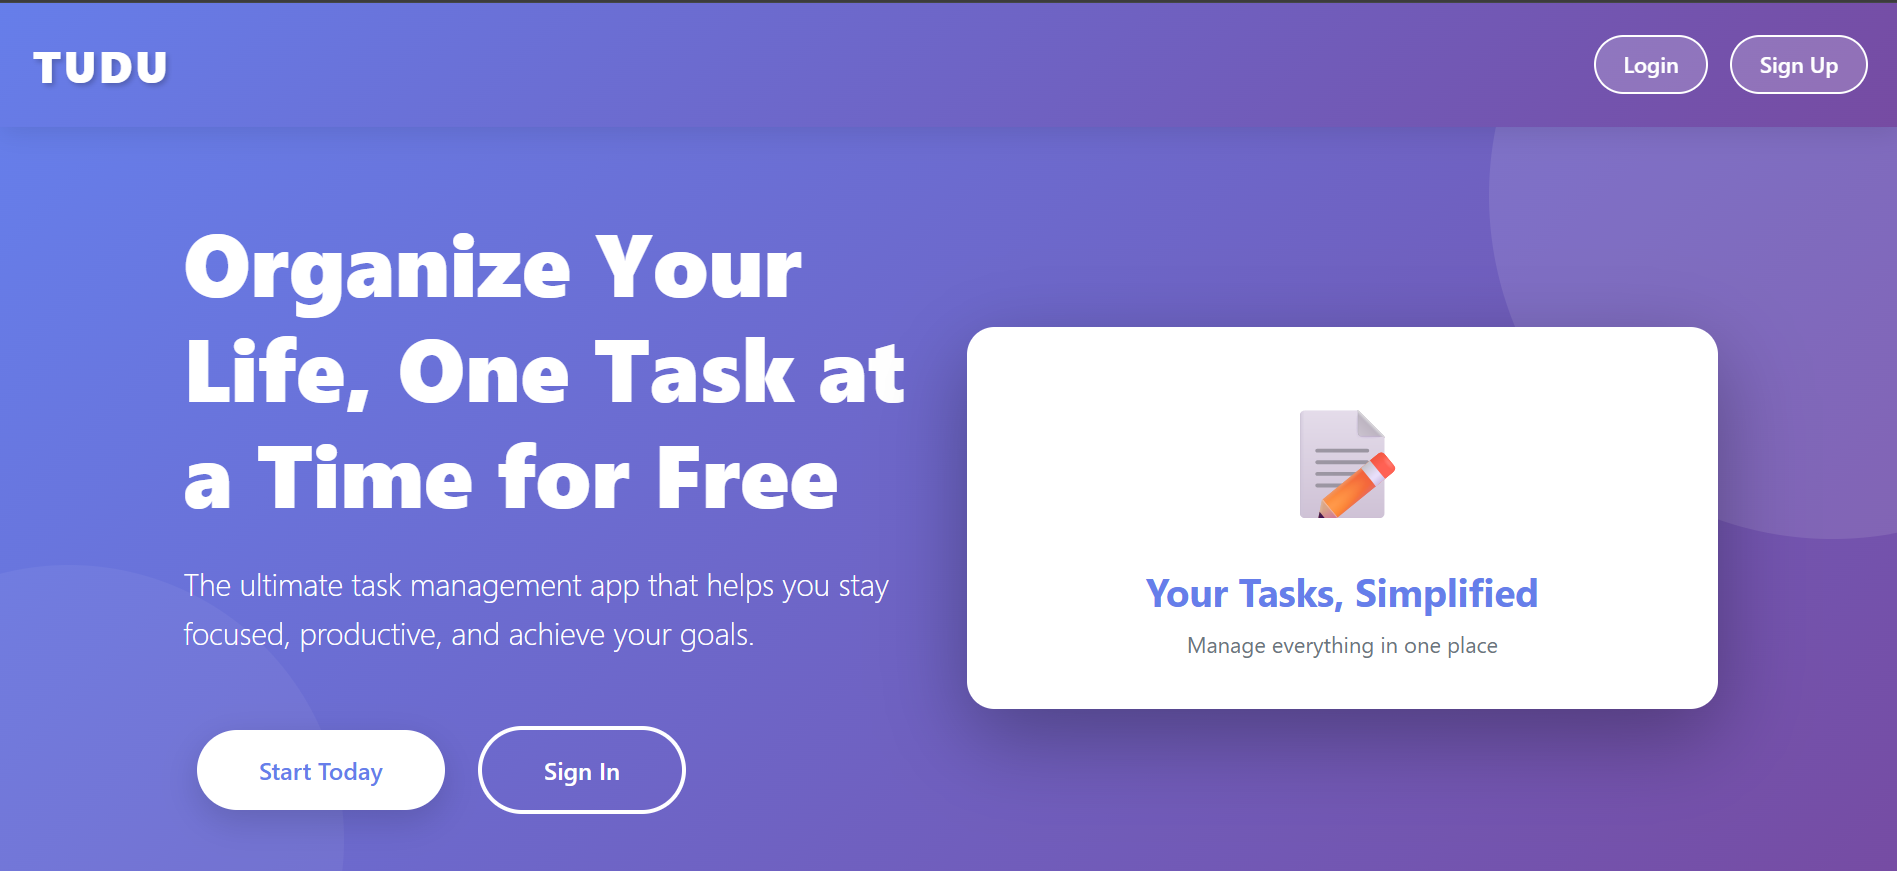 TUDU
Login
Sign Up
Organize Your
Life, One Task at
a Time for Free
The ultimate task management app that helps you stay
focused, productive, and achieve your goals.
Start Today
Sign In
Your Tasks, Simplified
Manage everything in one place